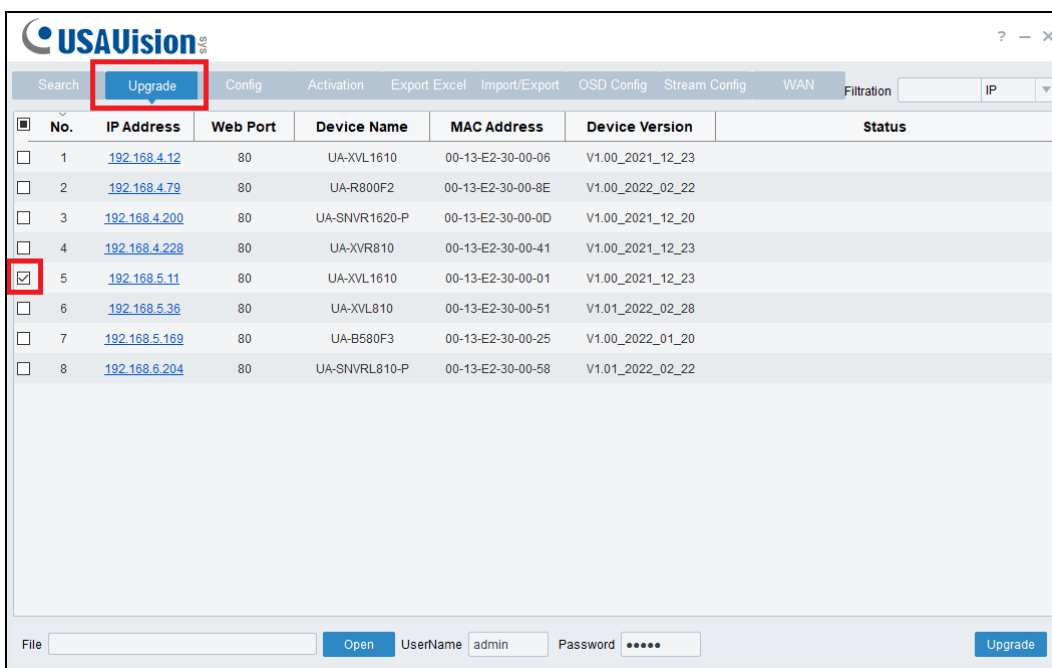 USAVision sys
? — X
Search Upgrade Config Activation Export Excel Import/Export OSD Config Stream Config WAN Filtration IP
No. IP Address Web Port Device Name MAC Address Device Version Status
1 192.168.4.12 80 UA-XVL1610 00-13-E2-30-00-06 V1.00_2021_12_23
2 192.168.4.79 80 UA-R800F2 00-13-E2-30-00-8E V1.00_2022_02_22
3 192.168.4.200 80 UA-SNVR1620-P 00-13-E2-30-00-0D V1.00_2021_12_20
4 192.168.4.228 80 UA-XVR810 00-13-E2-30-00-41 V1.00_2021_12_23
5 192.168.5.11 80 UA-XVL1610 00-13-E2-30-00-01 V1.00_2021_12_23
6 192.168.5.36 80 UA-XVL810 00-13-E2-30-00-51 V1.01_2022_02_28
7 192.168.5.169 80 UA-B580F3 00-13-E2-30-00-25 V1.00_2022_01_20
8 192.168.6.204 80 UA-SNVRL810-P 00-13-E2-30-00-58 V1.01_2022_02_22
File Open UserName admin Password ●●●●● Upgrade